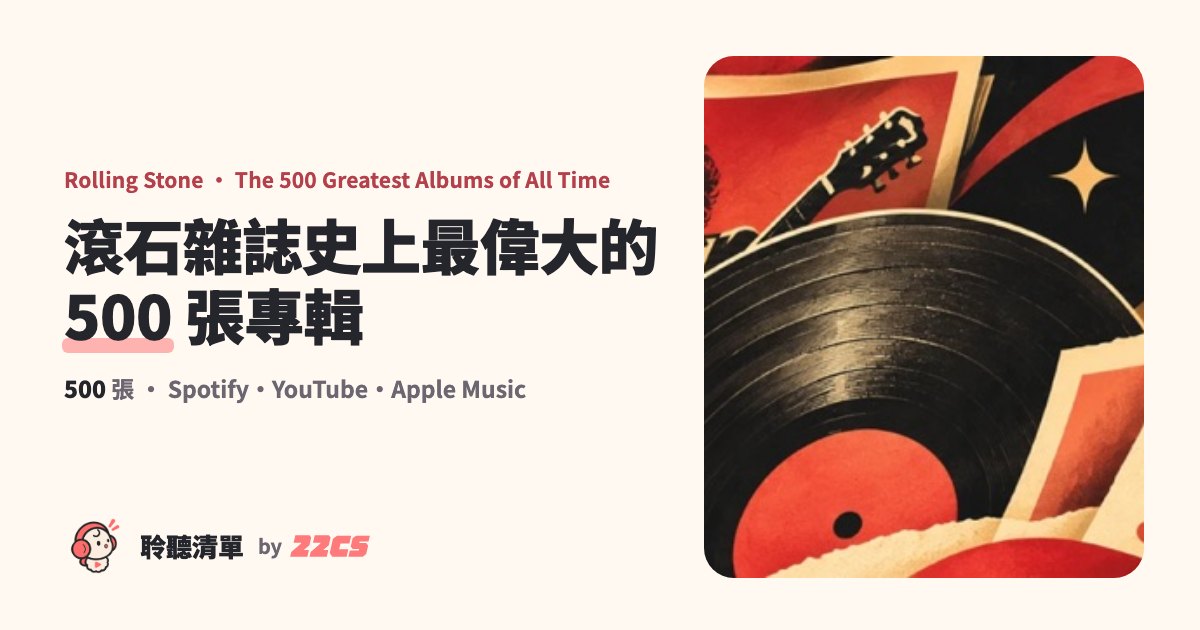 Rolling Stone ・ The 500 Greatest Albums of All Time
滾石雜誌史上最偉大的
500 張專輯
500 張 ・ Spotify・YouTube・Apple Music
聆聽清單 by 22CS